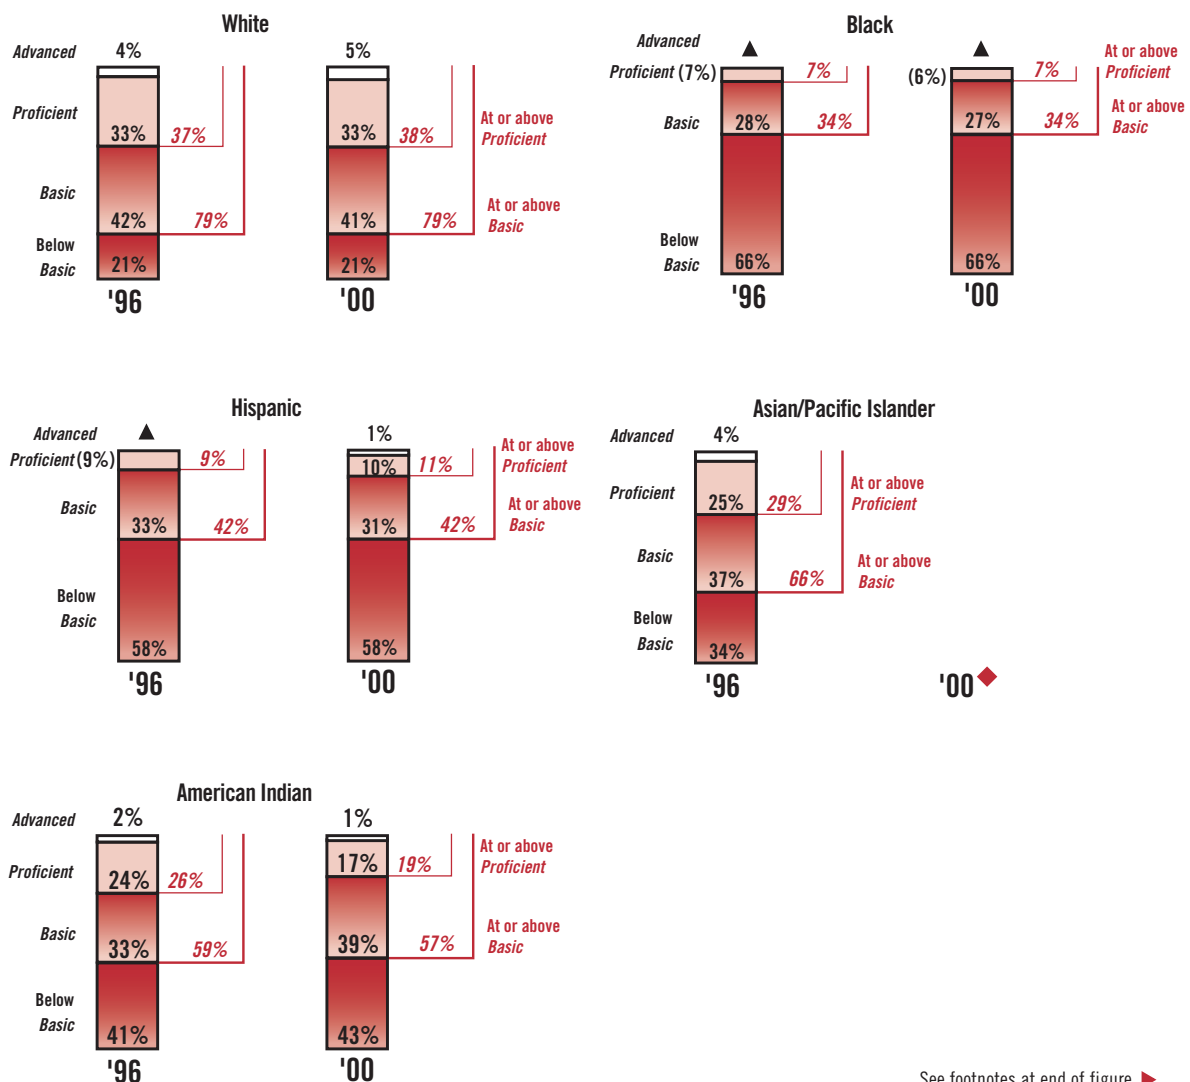 White
Advanced 4% 5%
Proficient
33% 37% 33% 38%
At or above
Proficient
Basic
42% 79% 41% 79%
At or above
Basic
Below
Basic 21% 21%
'96 '00
Black
Advanced ▲ ▲
Proficient (7%) 7% (6%) 7%
At or above
Proficient
Basic 28% 34% 27% 34%
At or above
Basic
Below
Basic 66% 66%
'96 '00
Hispanic
Advanced ▲ 1%
Proficient (9%) 9% 10% 11%
At or above
Proficient
Basic
33% 42% 31% 42%
At or above
Basic
Below
Basic
58% 58%
'96 '00
Asian/Pacific Islander
Advanced 4%
Proficient 25% 29%
At or above
Proficient
Basic 37% 66%
At or above
Basic
Below
Basic 34%
'96 '00◆
American Indian
Advanced 2% 1%
Proficient 24% 26% 17% 19%
At or above
Proficient
Basic 33% 59% 39% 57%
At or above
Basic
Below
Basic 41% 43%
'96 '00
See footnotes at end of figure. ▶